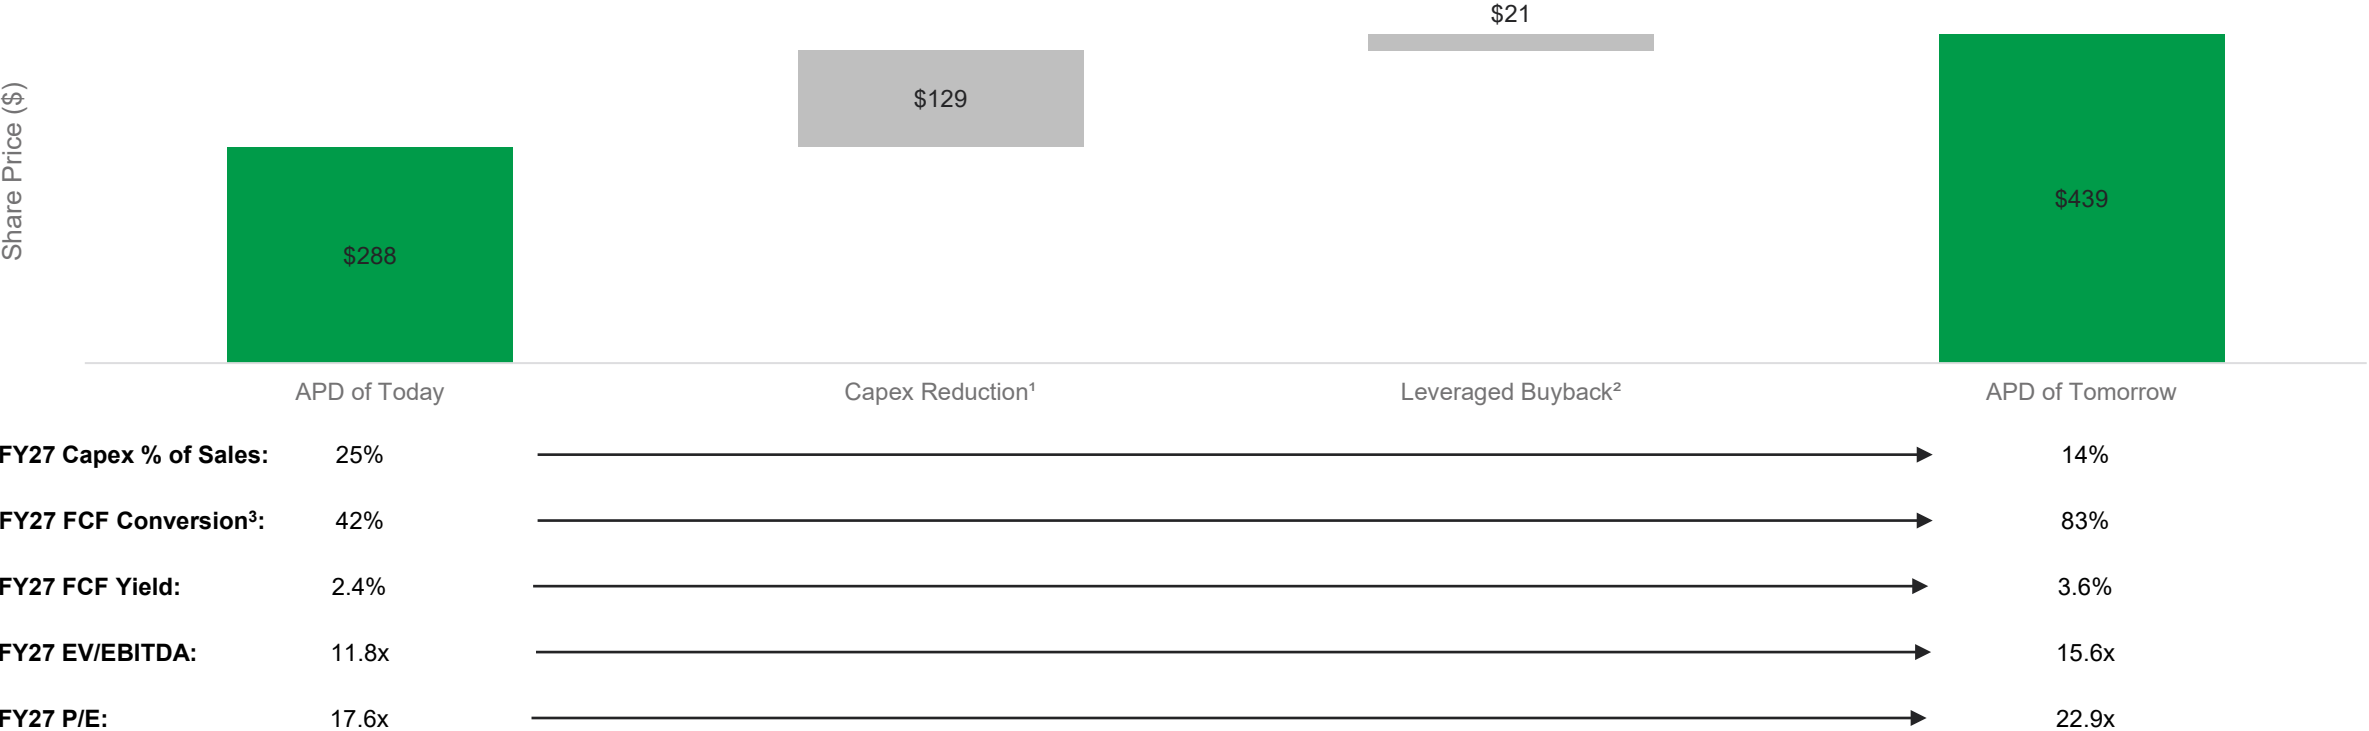 $21
$129
Share Price ($)
$439
$288
APD of Today
Capex Reduction¹
Leveraged Buyback²
APD of Tomorrow
FY27 Capex % of Sales: 25% 14%
FY27 FCF Conversion³: 42% 83%
FY27 FCF Yield: 2.4% 3.6%
FY27 EV/EBITDA: 11.8x 15.6x
FY27 P/E: 17.6x 22.9x